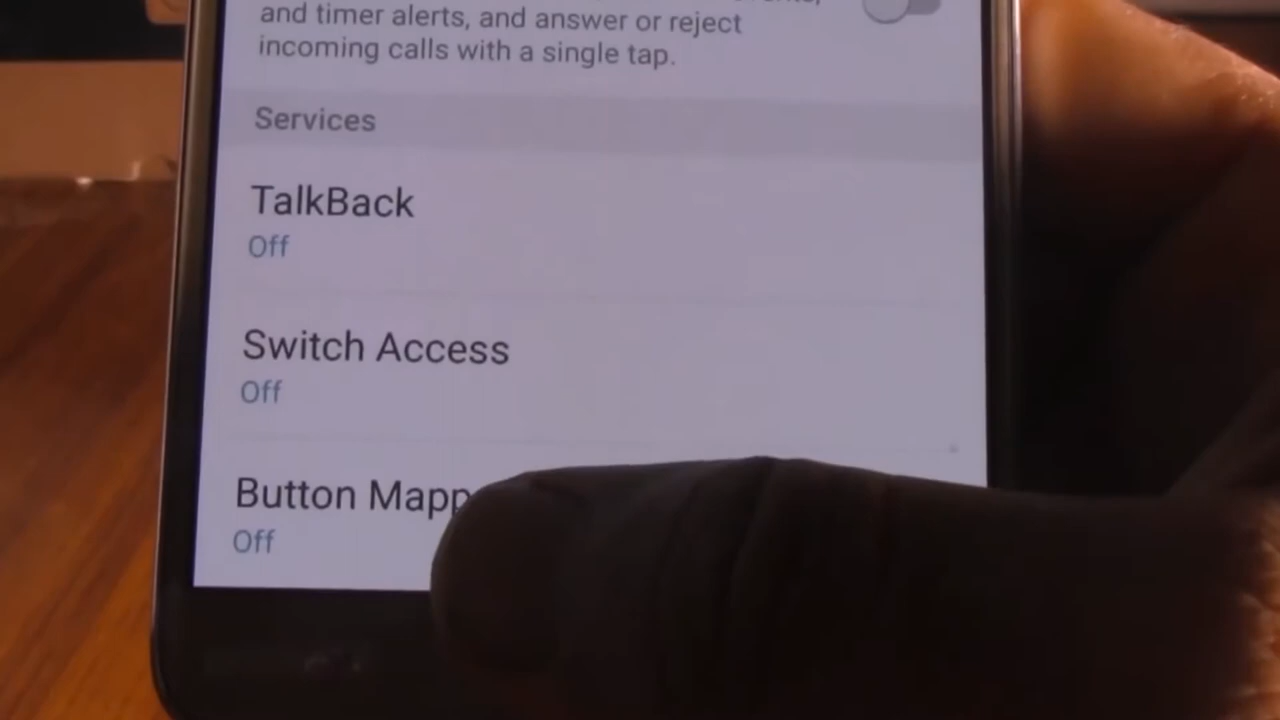 and timer alerts, and answer or reject
incoming calls with a single tap.
Services
TalkBack
Off
Switch Access
Off
Button Mapp
Off